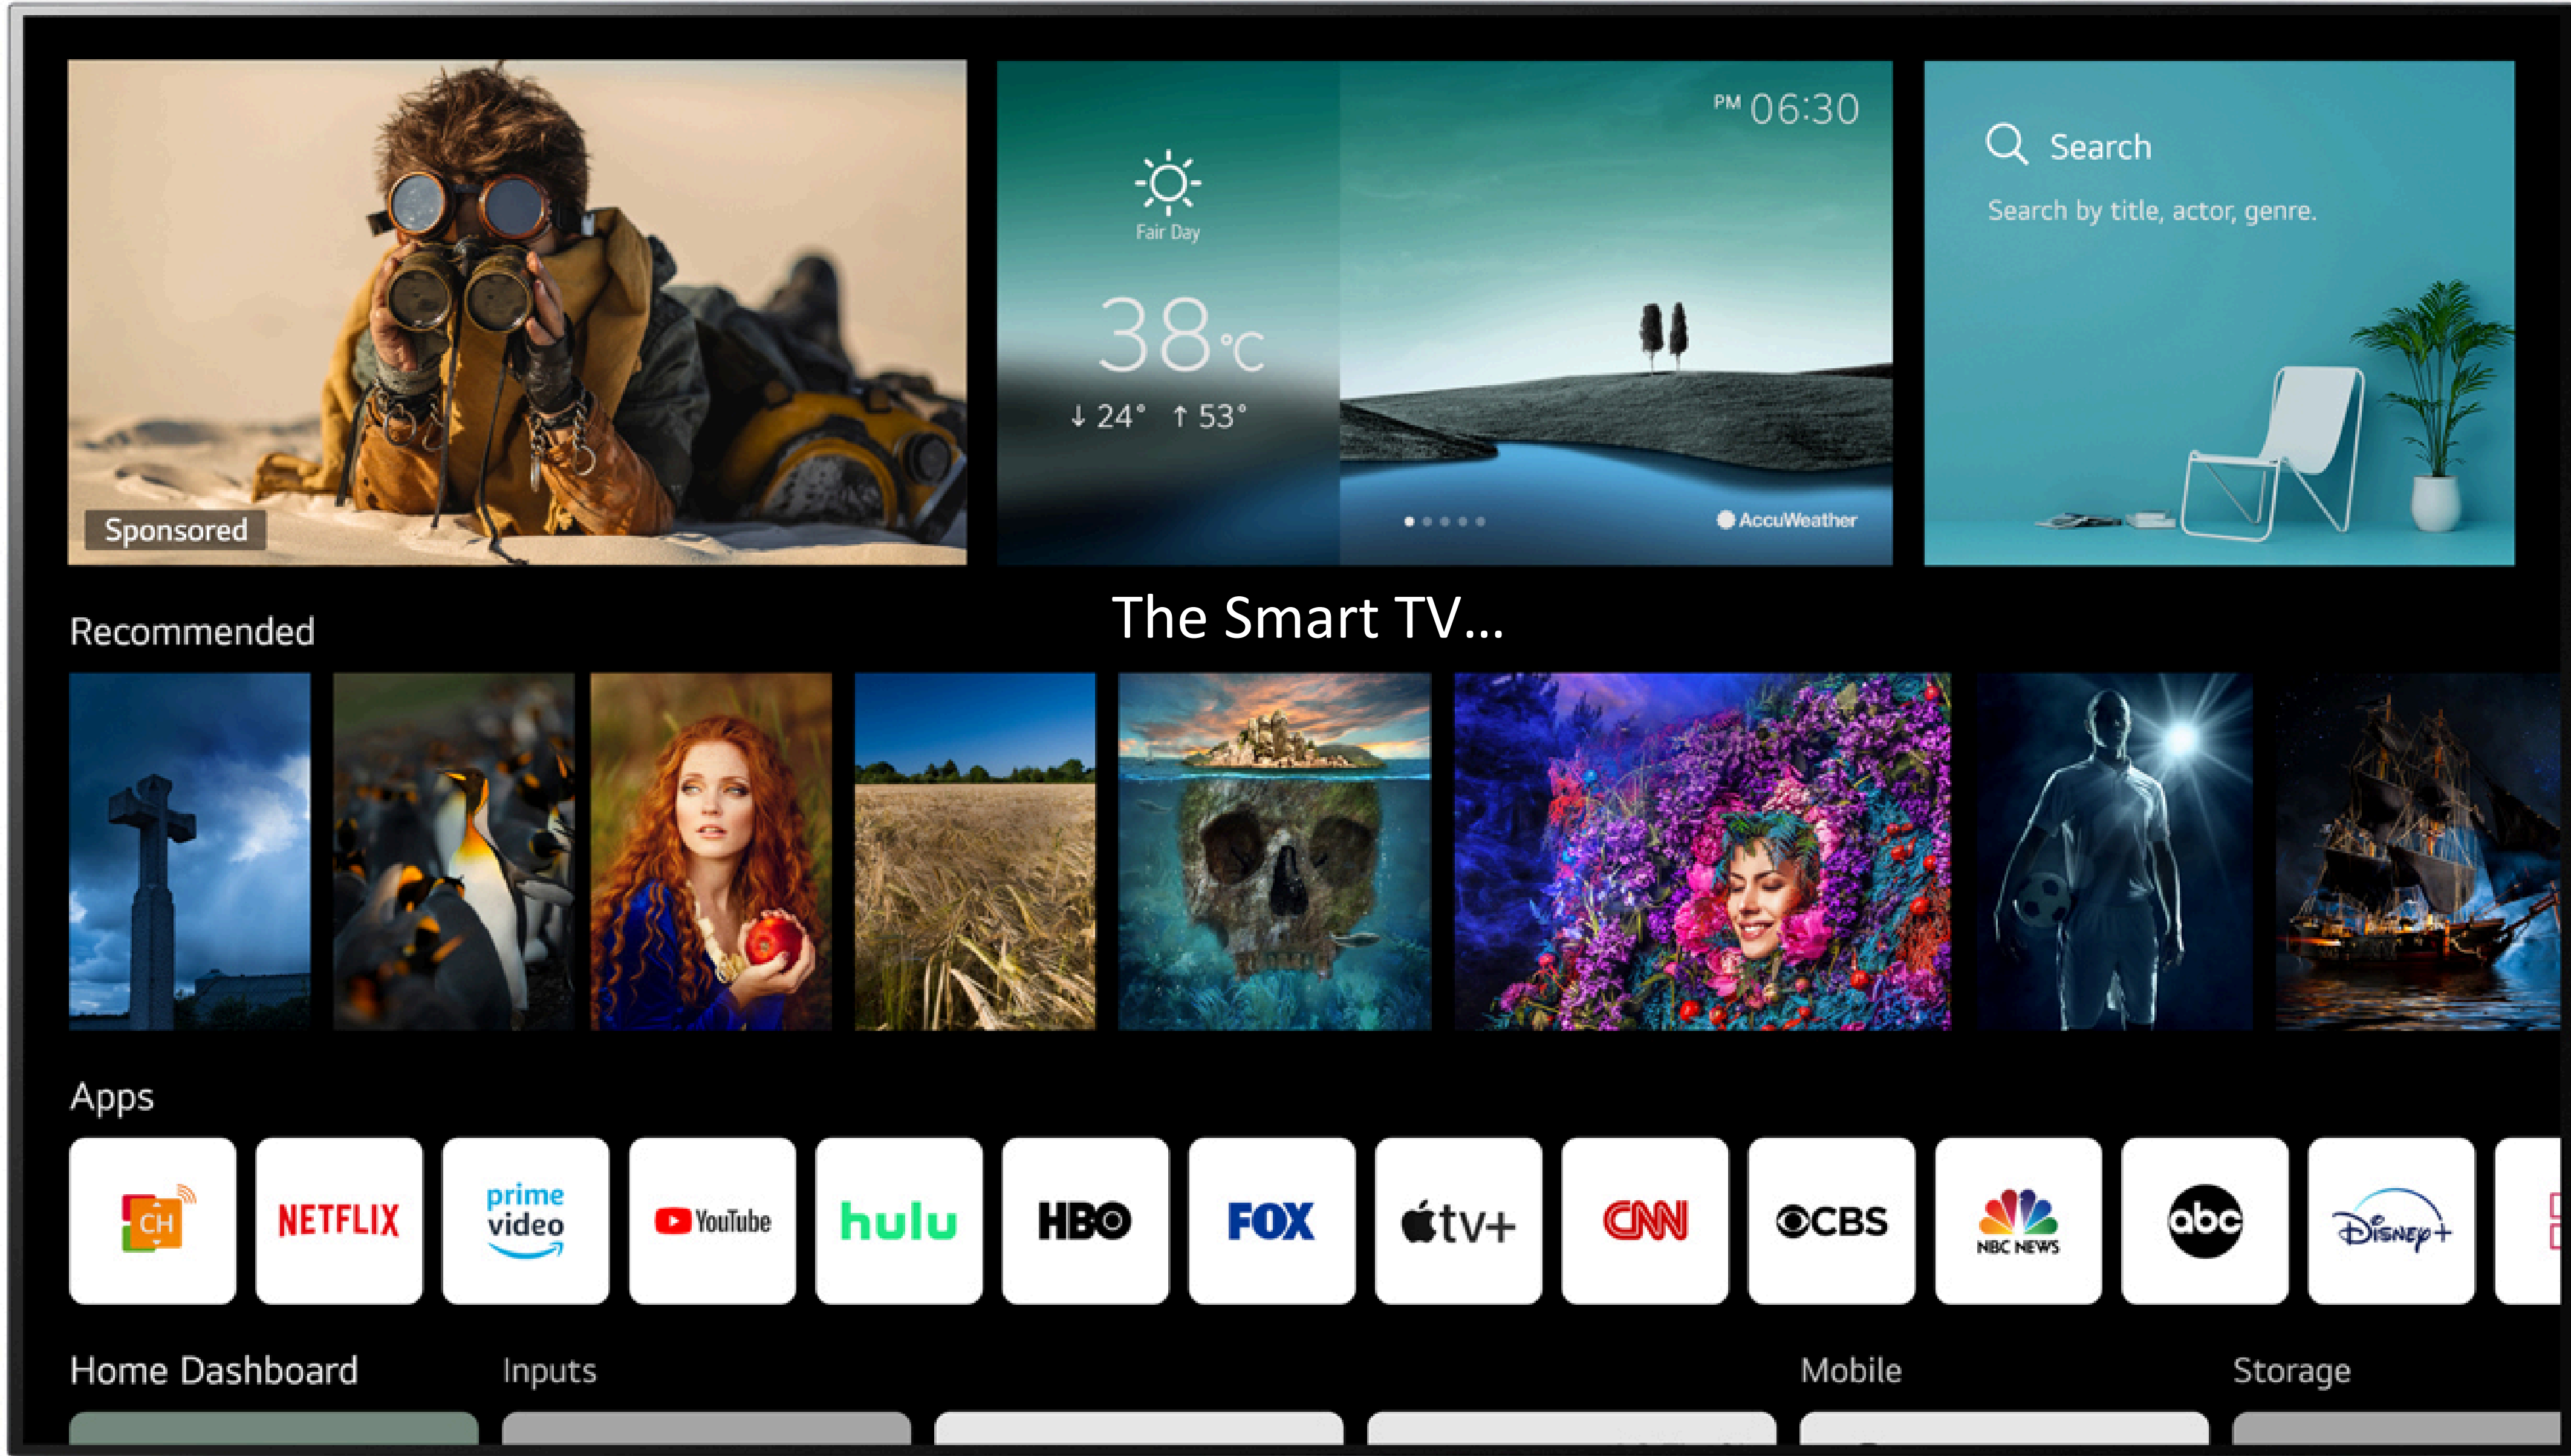 PM 06:30
Search
Fair Day
Search by title, actor, genre.
38°C
↓ 24° ↑ 53°
Sponsored
AccuWeather
The Smart TV...
Recommended
Apps
CH
NETFLIX
prime
video
YouTube
hulu
HBO
FOX
tv+
CNN
CBS
NBC NEWS
abc
Disney+
Home Dashboard
Inputs
Mobile
Storage